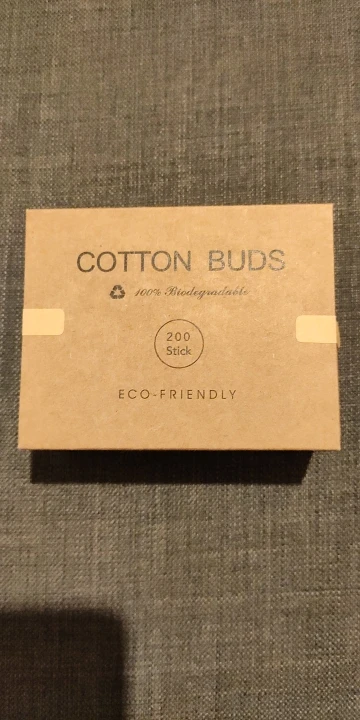 COTTON BUDS
100% Biodegradable
200
Stick
ECO-FRIENDLY